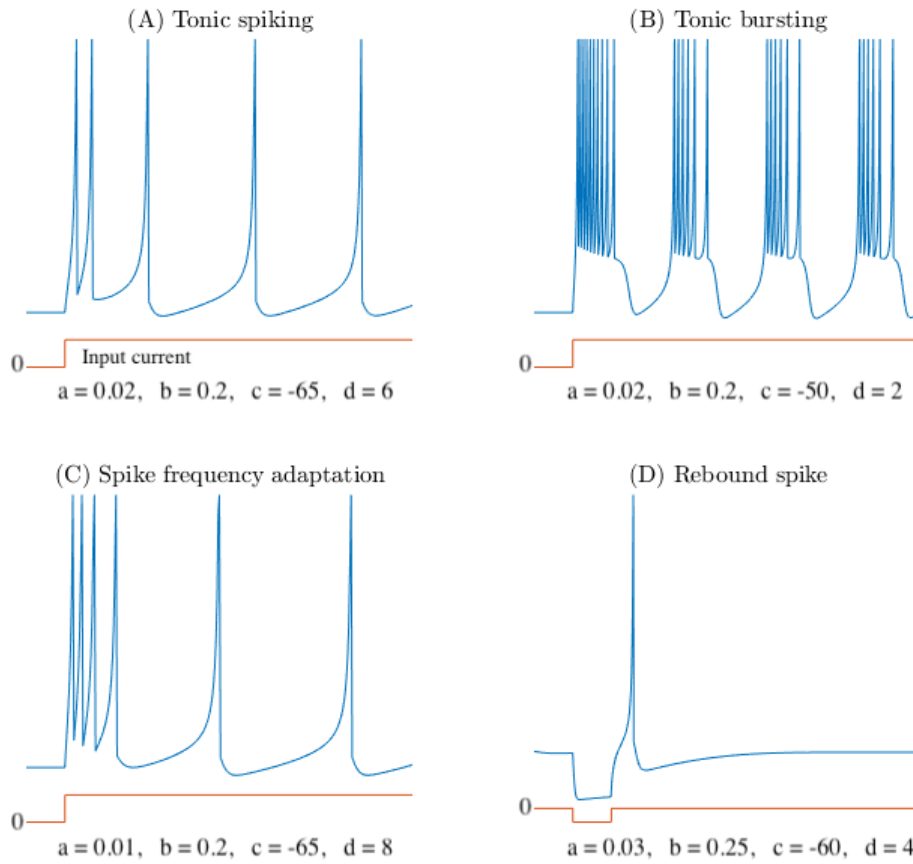 (A) Tonic spiking
0
Input current
a = 0.02, b = 0.2, c = -65, d = 6
(B) Tonic bursting
0
a = 0.02, b = 0.2, c = -50, d = 2
(C) Spike frequency adaptation
0
a = 0.01, b = 0.2, c = -65, d = 8
(D) Rebound spike
0
a = 0.03, b = 0.25, c = -60, d = 4